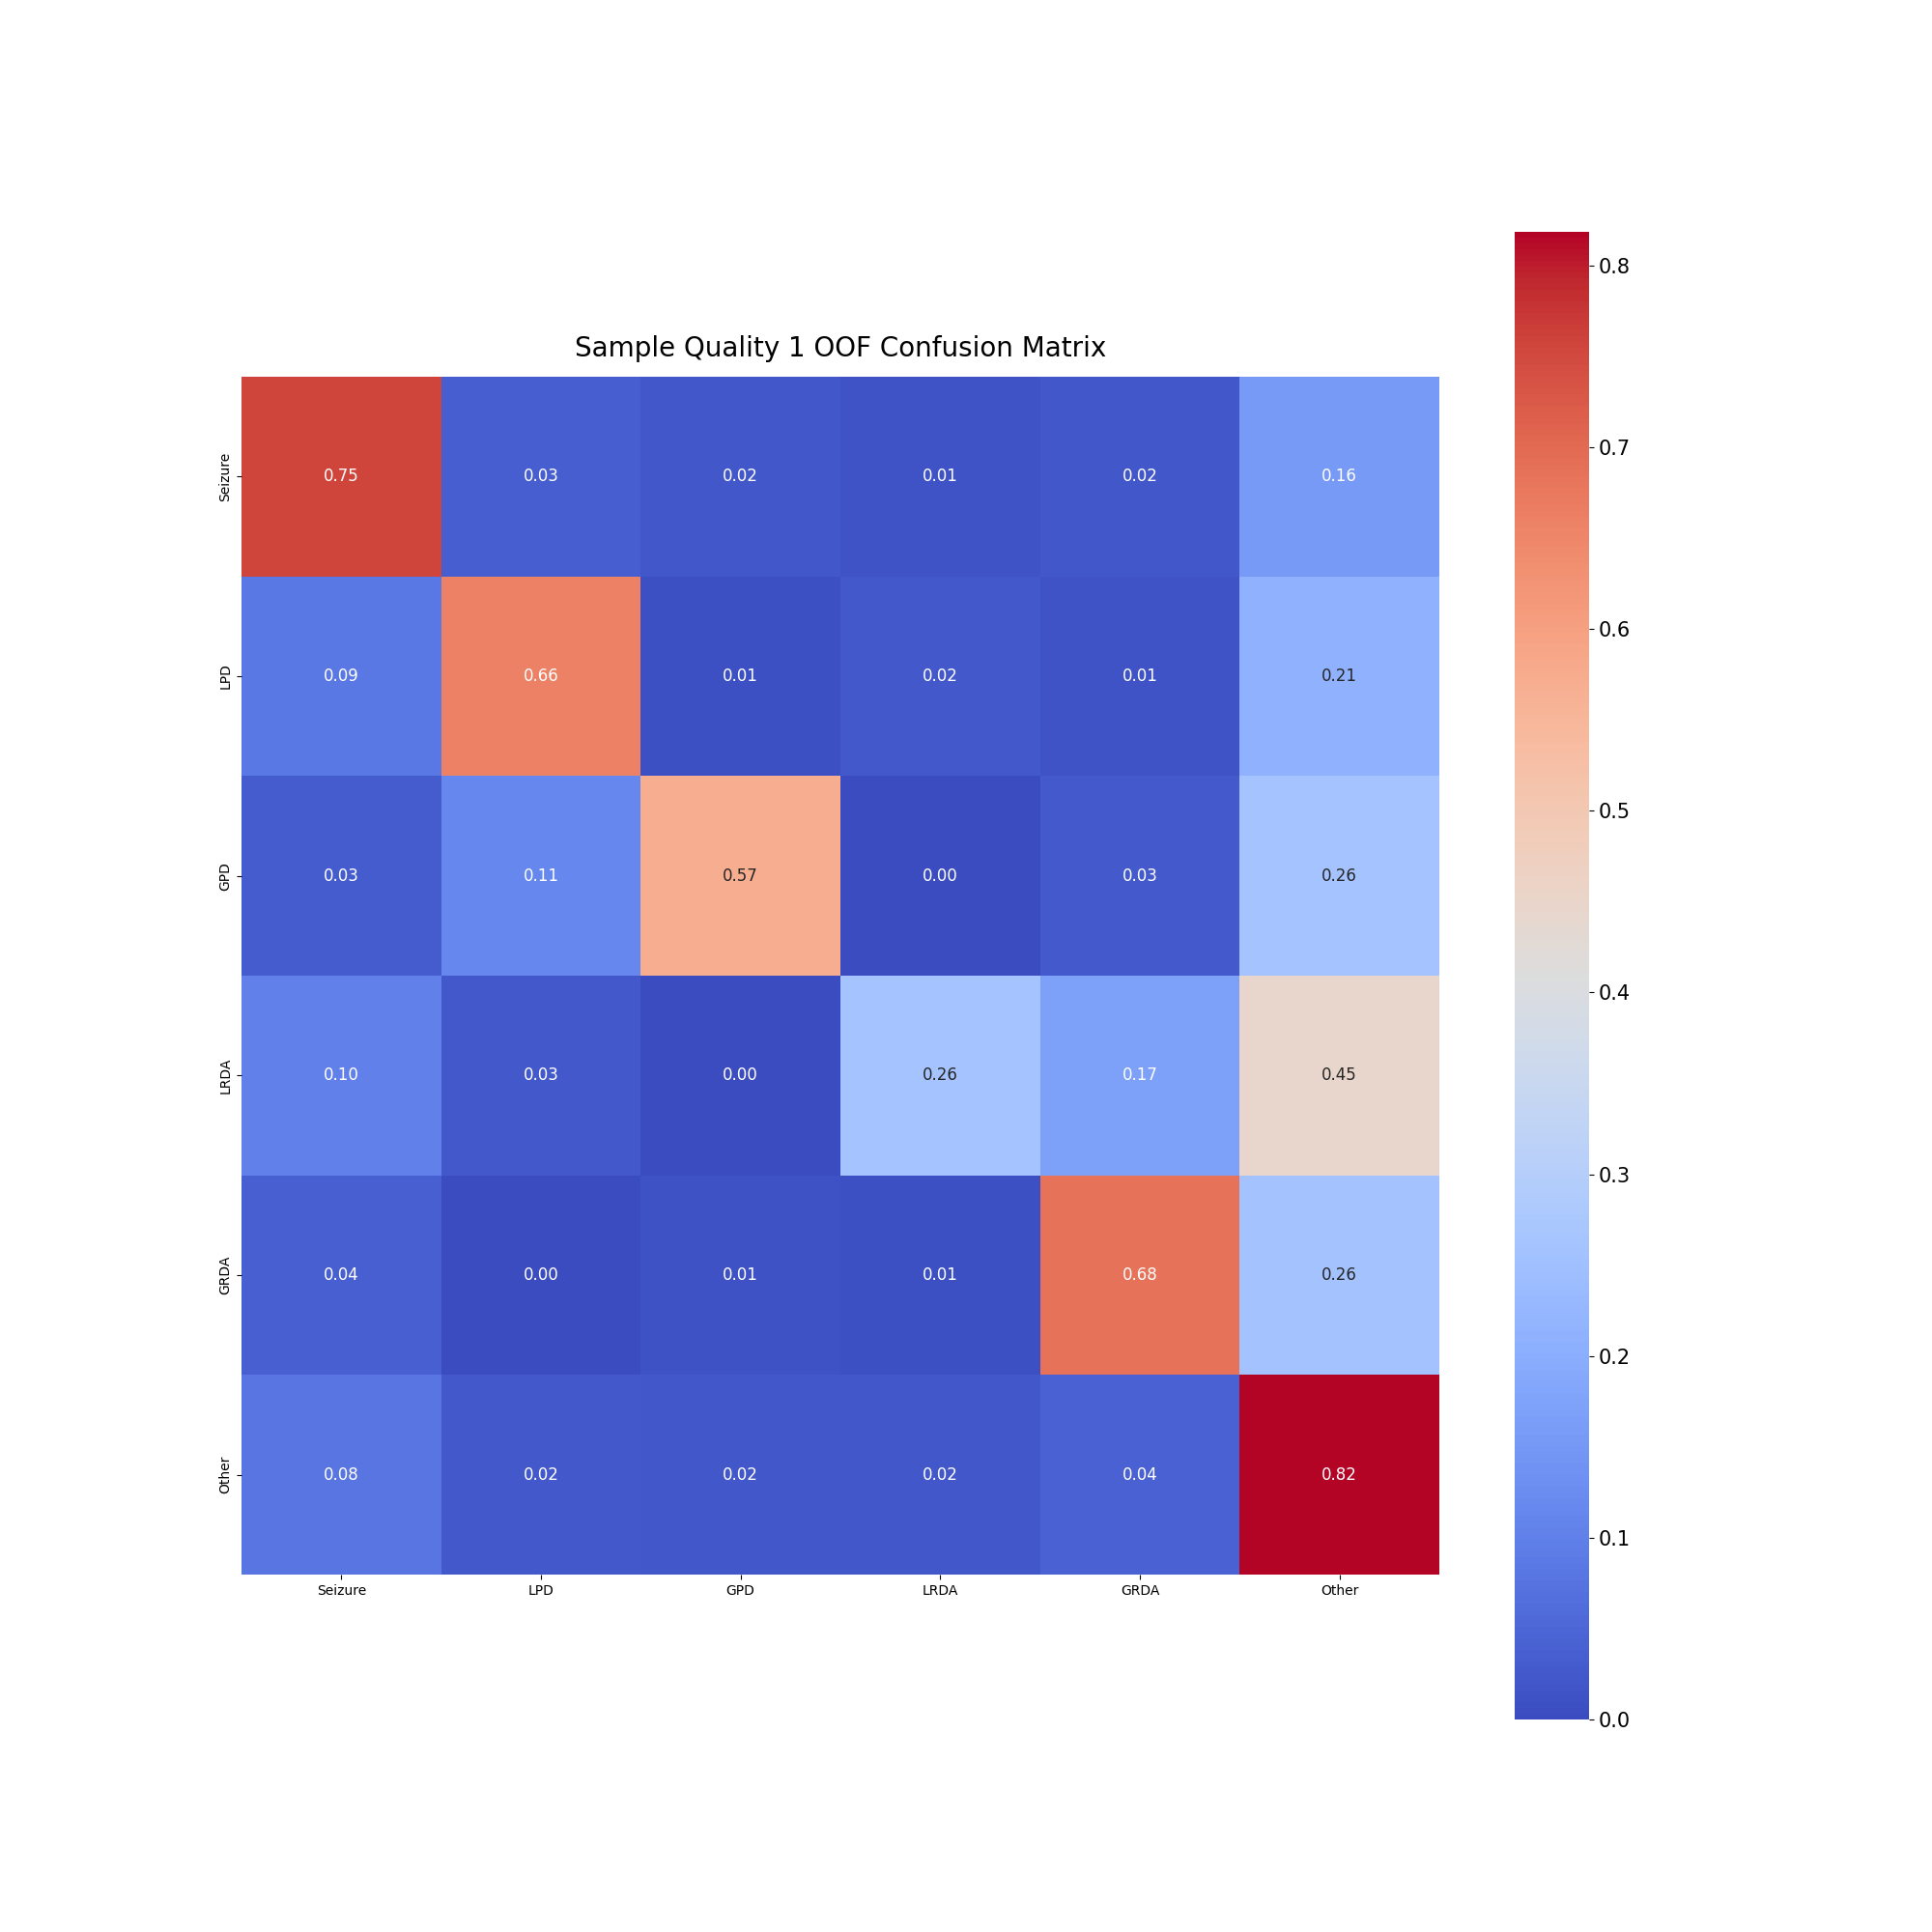 Sample Quality 1 OOF Confusion Matrix
Seizure 0.75 0.03 0.02 0.01 0.02 0.16
LPD 0.09 0.66 0.01 0.02 0.01 0.21
GPD 0.03 0.11 0.57 0.00 0.03 0.26
LRDA 0.10 0.03 0.00 0.26 0.17 0.45
GRDA 0.04 0.00 0.01 0.01 0.68 0.26
Other 0.08 0.02 0.02 0.02 0.04 0.82
Seizure LPD GPD LRDA GRDA Other
0.8
0.7
0.6
0.5
0.4
0.3
0.2
0.1
0.0